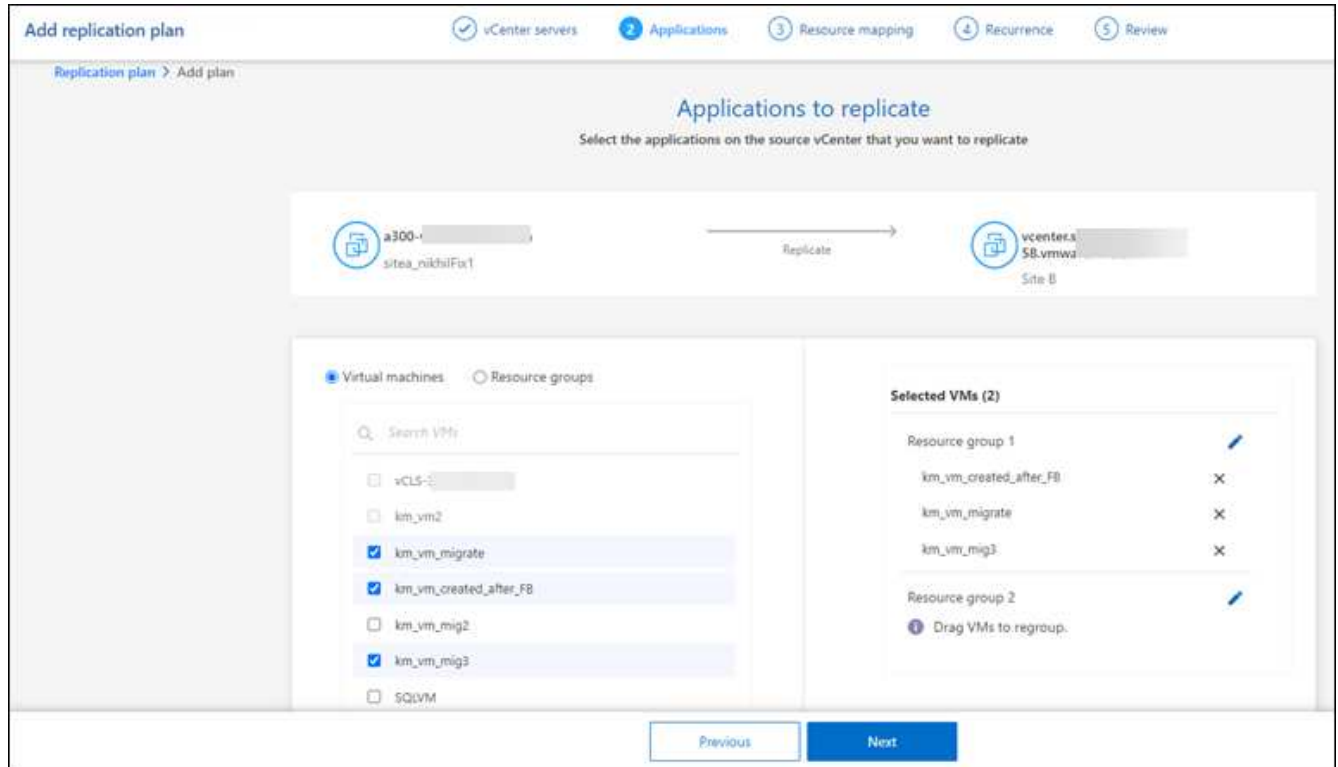 Add replication plan
vCenter servers
2 Applications
3 Resource mapping
4 Recurrence
5 Review
Replication plan > Add plan
Applications to replicate
Select the applications on the source vCenter that you want to replicate
a300-
sitea_nikhilFix1
Replicate
vcenter.s
58.vmwa
Site B
Virtual machines
Resource groups
Search VMs
vCLS-
km_vm2
km_vm_migrate
km_vm_created_after_FB
km_vm_mig2
km_vm_mig3
SQLVM
Selected VMs (2)
Resource group 1
km_vm_created_after_FB
km_vm_migrate
km_vm_mig3
Resource group 2
Drag VMs to regroup.
Previous
Next